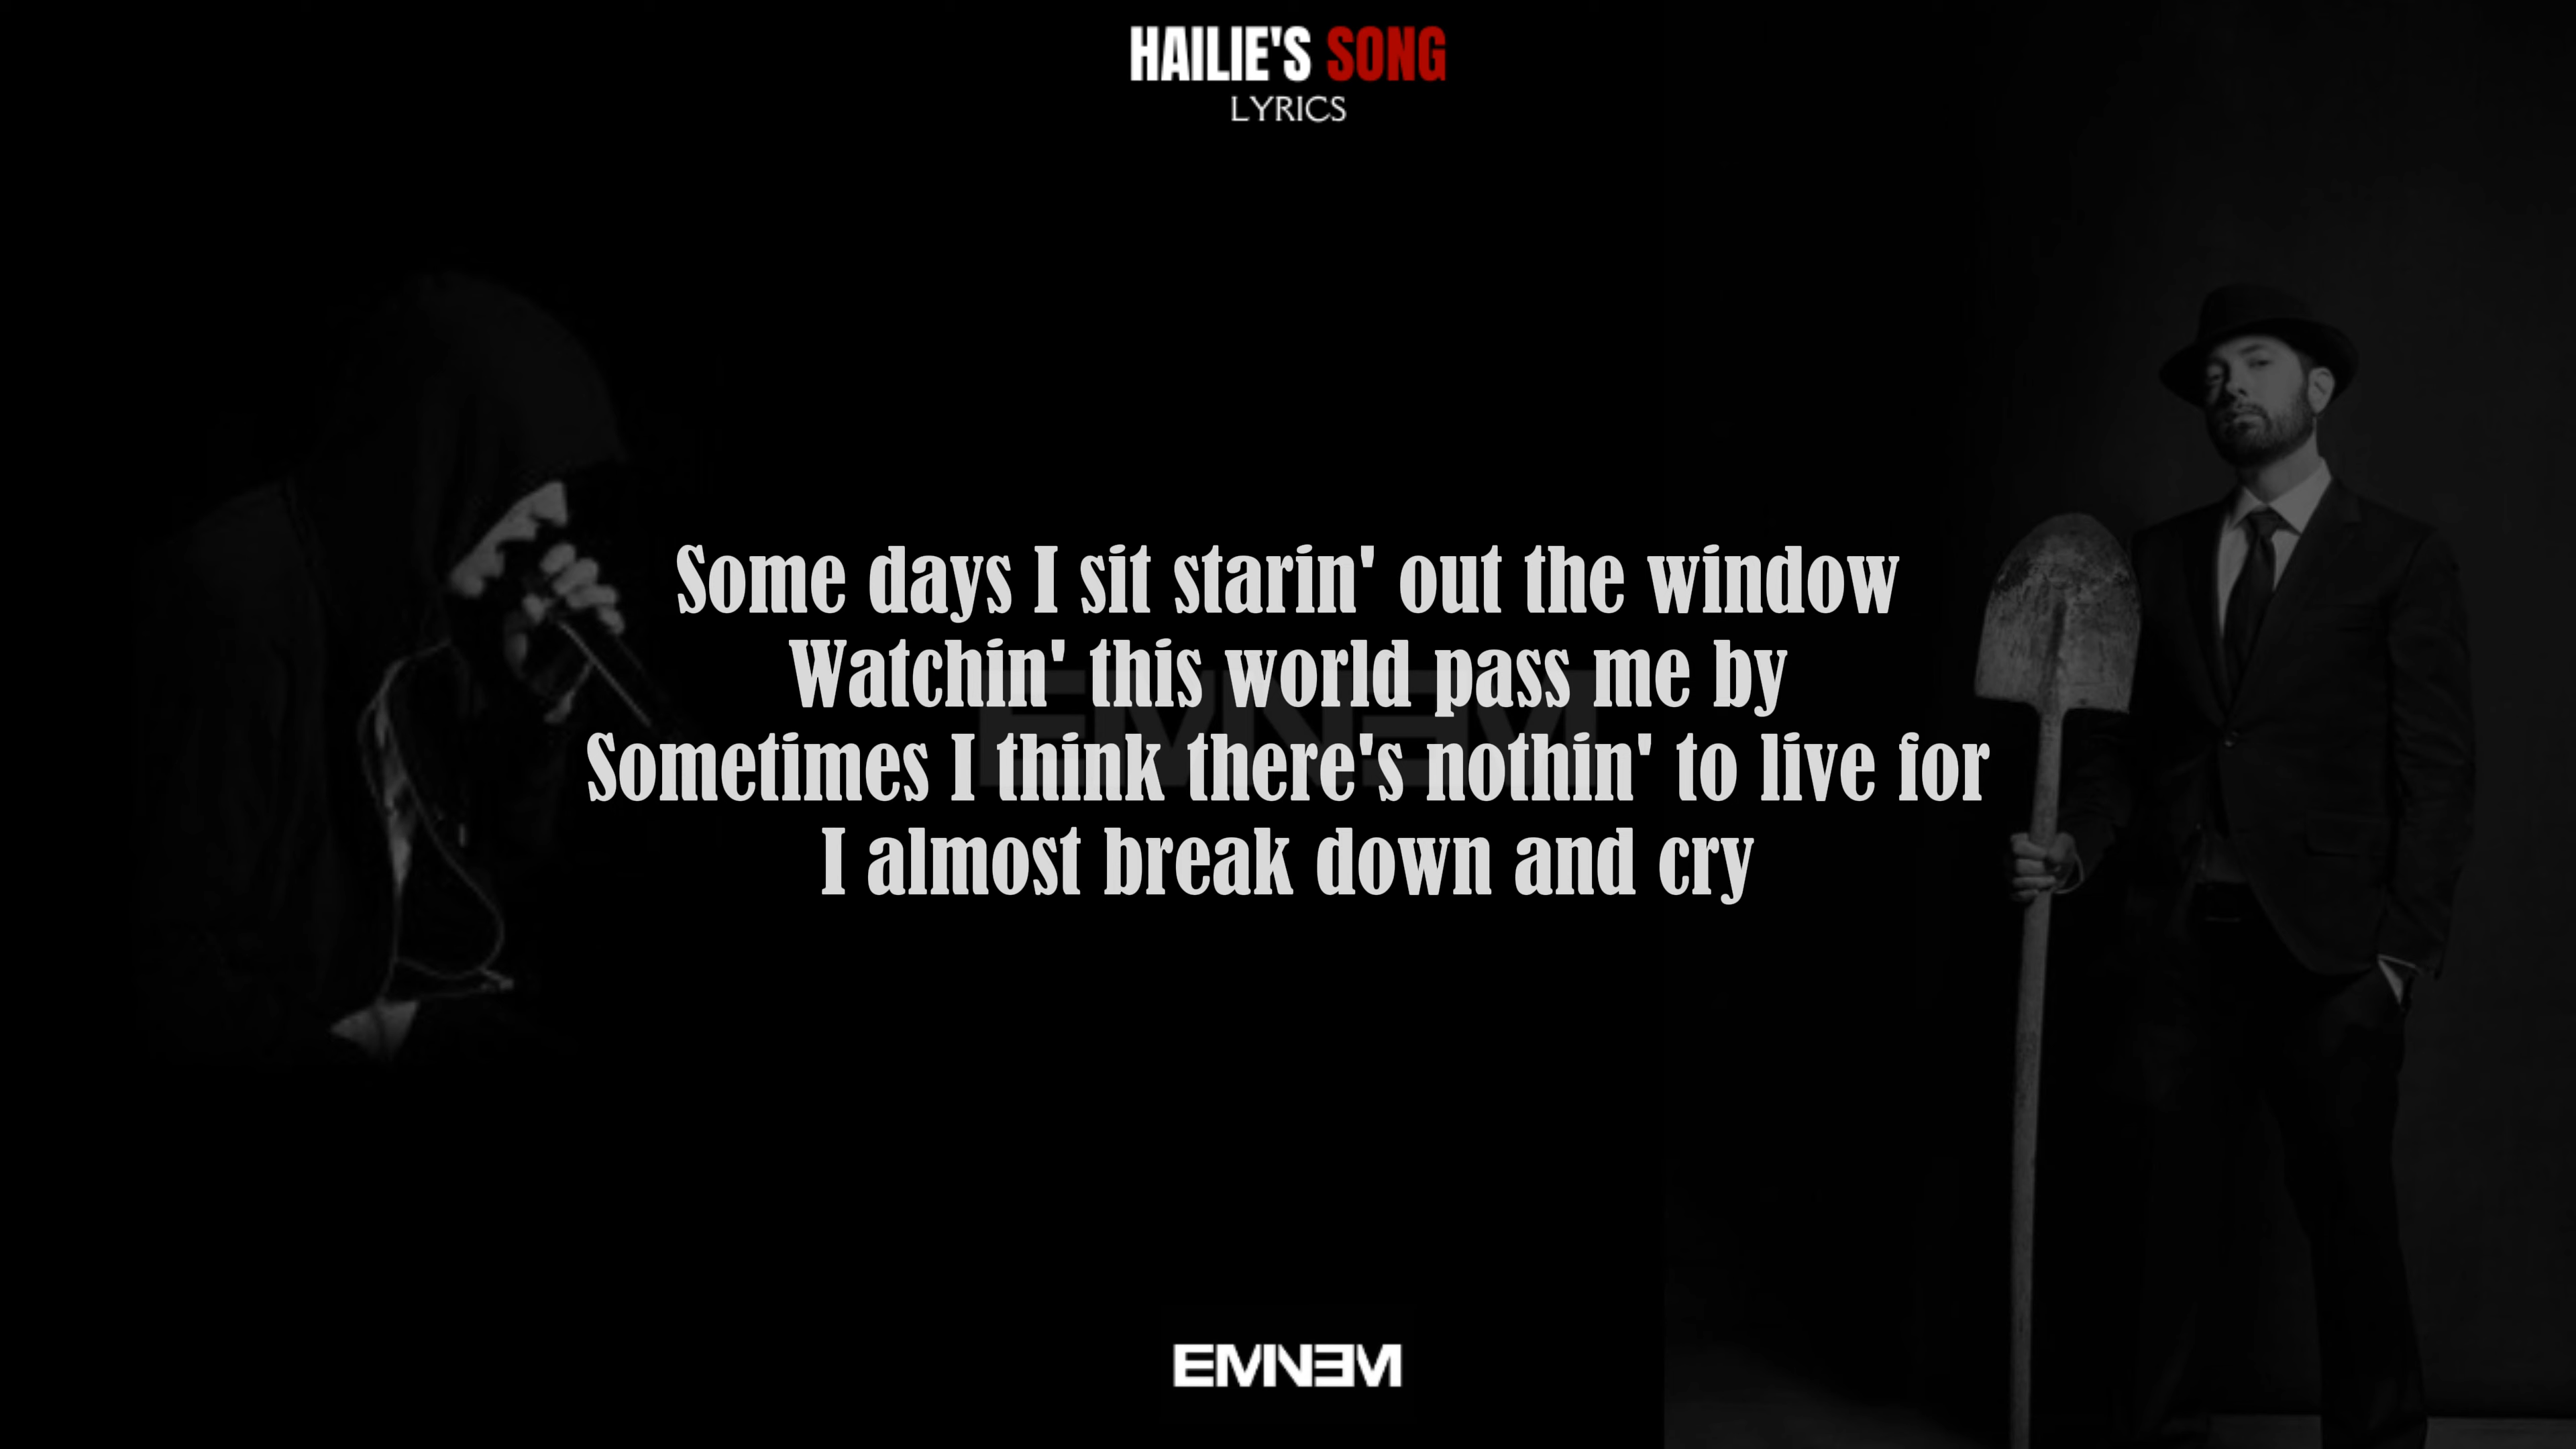 HAILIE'S SONG
LYRICS
Some days I sit starin' out the window
Watchin' this world pass me by
EMINEM
Sometimes I think there's nothin' to live for
I almost break down and cry
EMINEM